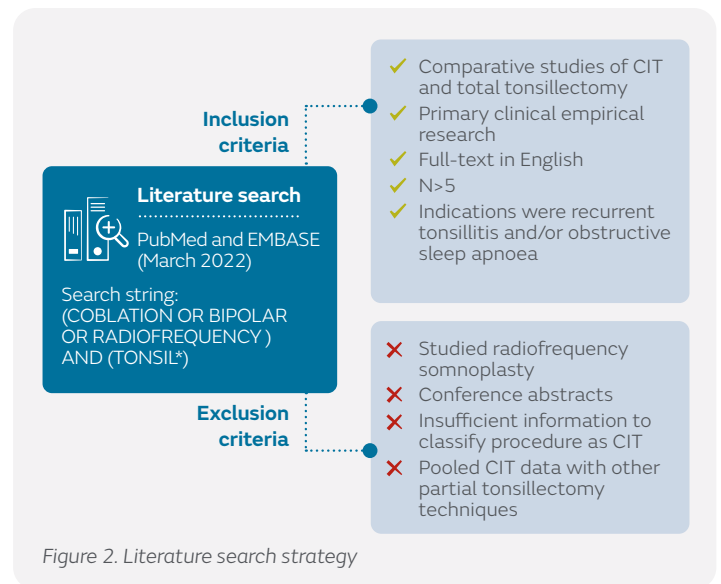 Inclusion
criteria
Literature search
PubMed and EMBASE
(March 2022)
Search string:
(COBLATION OR BIPOLAR
OR RADIOFREQUENCY )
AND (TONSIL*)
Exclusion
criteria
Comparative studies of CIT
and total tonsillectomy
Primary clinical empirical
research
Full-text in English
N>5
Indications were recurrent
tonsillitis and/or obstructive
sleep apnoea
Studied radiofrequency
somnoplasty
Conference abstracts
Insufficient information to
classify procedure as CIT
Pooled CIT data with other
partial tonsillectomy
techniques
Figure 2. Literature search strategy